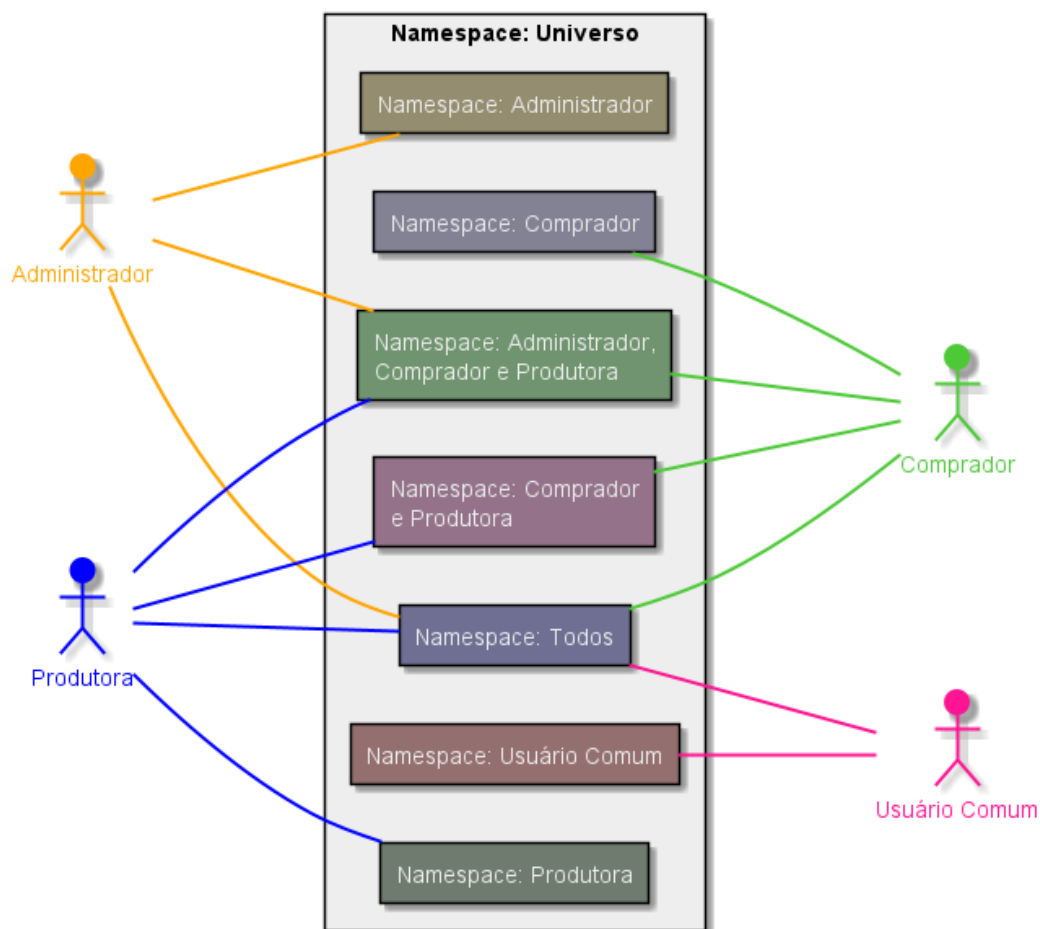 Namespace: Universo
Namespace: Administrador
Namespace: Comprador
Administrador
Namespace: Administrador,
Comprador e Produtora
Comprador
Namespace: Comprador
e Produtora
Namespace: Todos
Produtora
Namespace: Usuário Comum
Usuário Comum
Namespace: Produtora